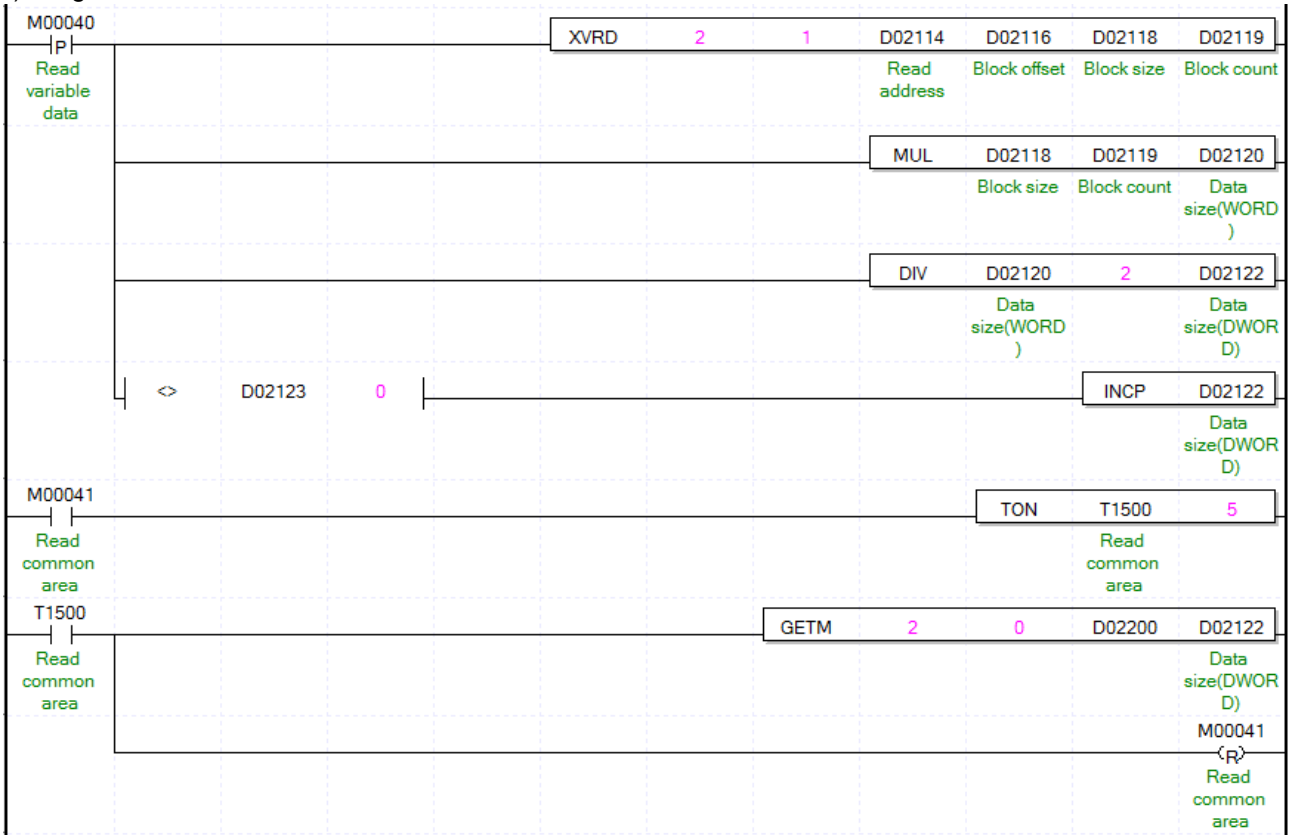 M00040
P
XVRD 2 1 D02114 D02116 D02118 D02119
Read
variable
data
Read
address
Block offset
Block size
Block count
MUL D02118 D02119 D02120
Block size
Block count
Data
size(WORD
)
DIV D02120 2 D02122
Data
size(WORD
)
Data
size(DWOR
D)
<> D02123 0
INCP D02122
Data
size(DWOR
D)
M00041
TON T1500 5
Read
common
area
Read
common
area
T1500
GETM 2 0 D02200 D02122
Read
common
area
Data
size(DWOR
D)
M00041
R
Read
common
area